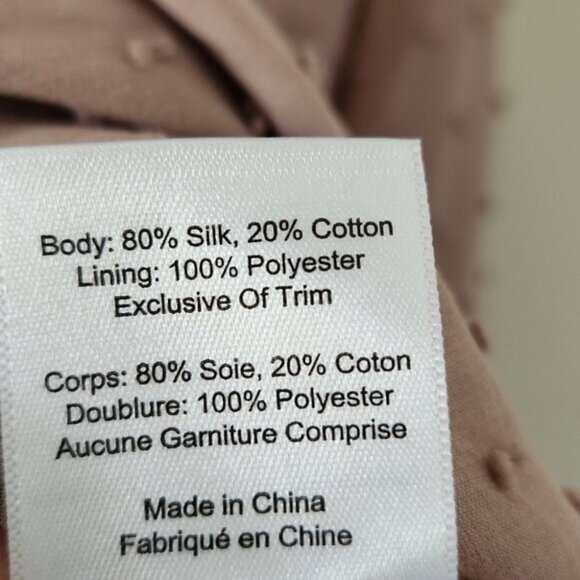 Body: 80% Silk, 20% Cotton
Lining: 100% Polyester
Exclusive Of Trim
Corps: 80% Soie, 20% Coton
Doublure: 100% Polyester
Aucune Garniture Comprise
Made in China
Fabriqué en Chine